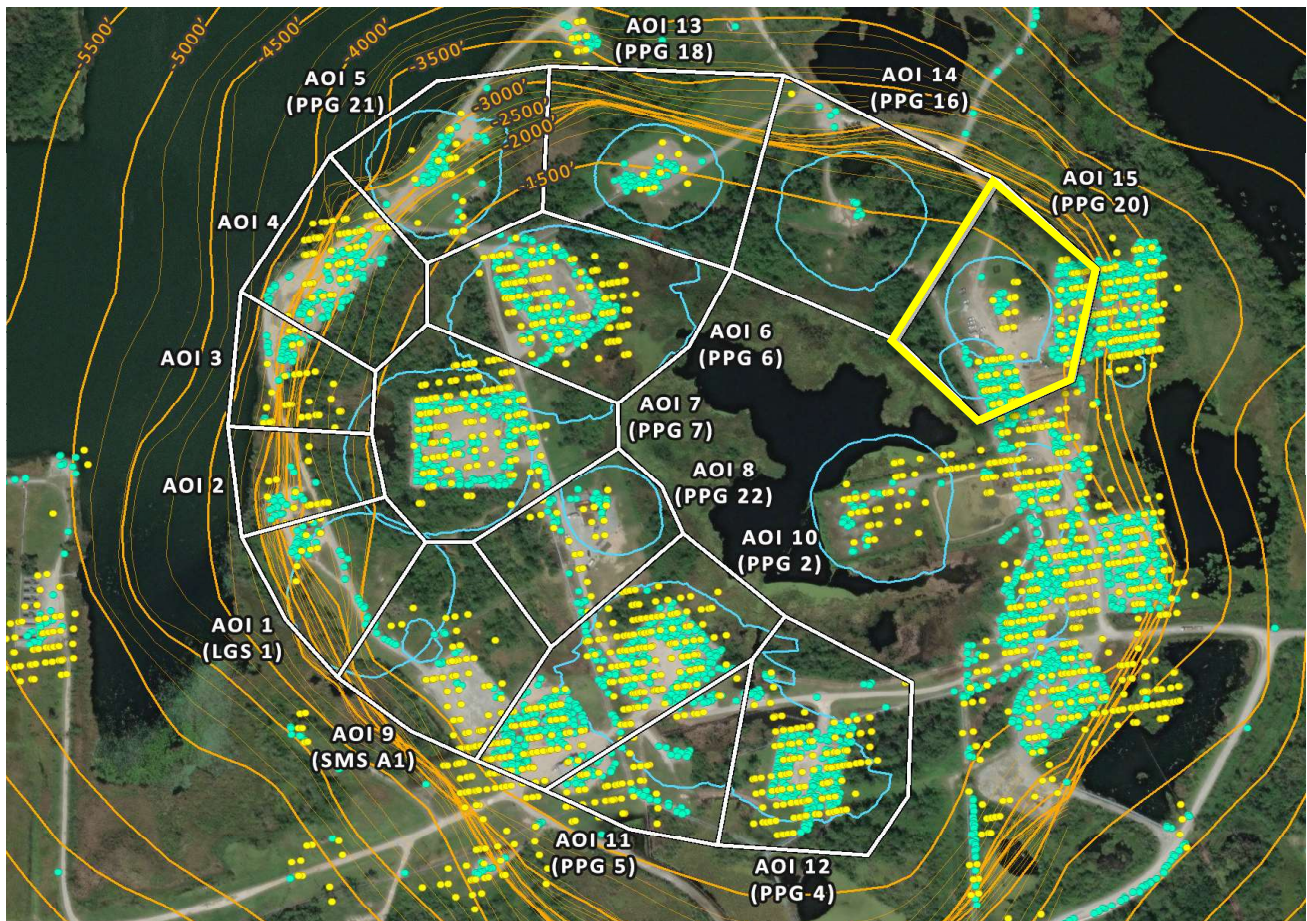 -5500'
-5000'
-4500'
-4000'
-3500'
-3000'
-2500'
-2000'
-1500'
AOI 13
(PPG 18)
AOI 5
(PPG 21)
AOI 14
(PPG 16)
AOI 15
(PPG 20)
AOI 4
AOI 3
AOI 6
(PPG 6)
AOI 7
(PPG 7)
AOI 2
AOI 8
(PPG 22)
AOI 10
(PPG 2)
AOI 1
(LGS 1)
AOI 9
(SMS A1)
AOI 11
(PPG 5)
AOI 12
(PPG 4)